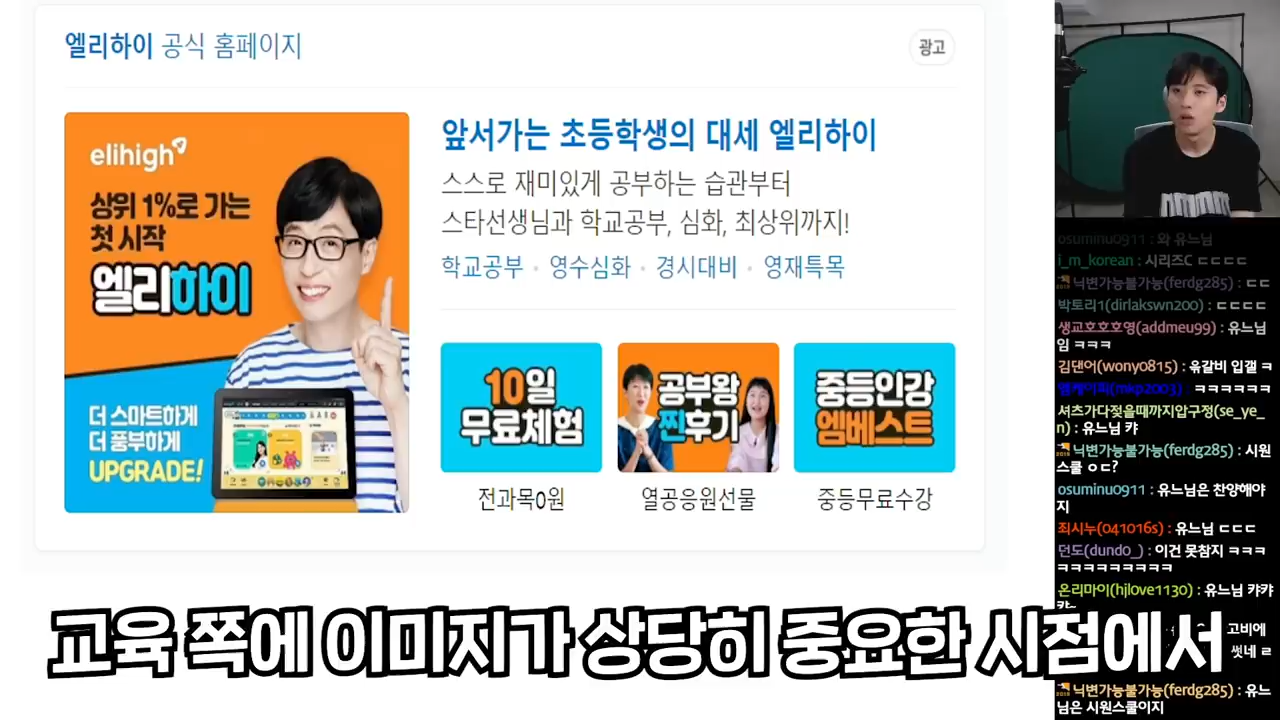 엘리하이 공식 홈페이지
광고
elihigh
상위 1%로 가는
첫 시작
엘리하이
더 스마트하게
더 풍부하게
UPGRADE!
앞서가는 초등학생의 대세 엘리하이
스스로 재미있게 공부하는 습관부터
스타선생님과 학교공부, 심화, 최상위까지!
학교공부 · 영수심화 · 경시대비 · 영재특목
10일
무료체험
공부왕
찐후기
중등인강
엠베스트
전과목0원
열공응원선물
중등무료수강
osuminu0911 : 와 유느님
i_m_korean : 시리즈C ㄷㄷㄷㄷ
닉변가능불가능(ferdg285) : ㄷㄷ
박토리1(dirlakswn200) : ㄷㄷㄷㄷ
생교호호호영(addmeu99) : 유느님
임 ㅋㅋㅋ
김댄어(wony0815) : 유갈비 입갤 ㅋ
엠케이피(mkp2003) : ㅋㅋㅋㅋㅋㅋ
셔츠가다젖을때까지압구정(se_ye_
n) : 유느님 캬
닉변가능불가능(ferdg285) : 시원
스쿨 ㅇㄷ?
osuminu0911 : 유느님은 찬양해야
지
죄시누(041016s) : 유느님 ㄷㄷㄷ
던도(dundo_) : 이건 못참지 ㅋㅋㅋ
ㅋㅋㅋㅋㅋㅋㅋㅋㅋ
온리마이(hjlove1130) : 유느님 캬캬
고비에
썻네 ㄹ
닉변가능불가능(ferdg285) : 유느
님은 시원스쿨이지
교육 쪽에 이미지가 상당히 중요한 시점에서